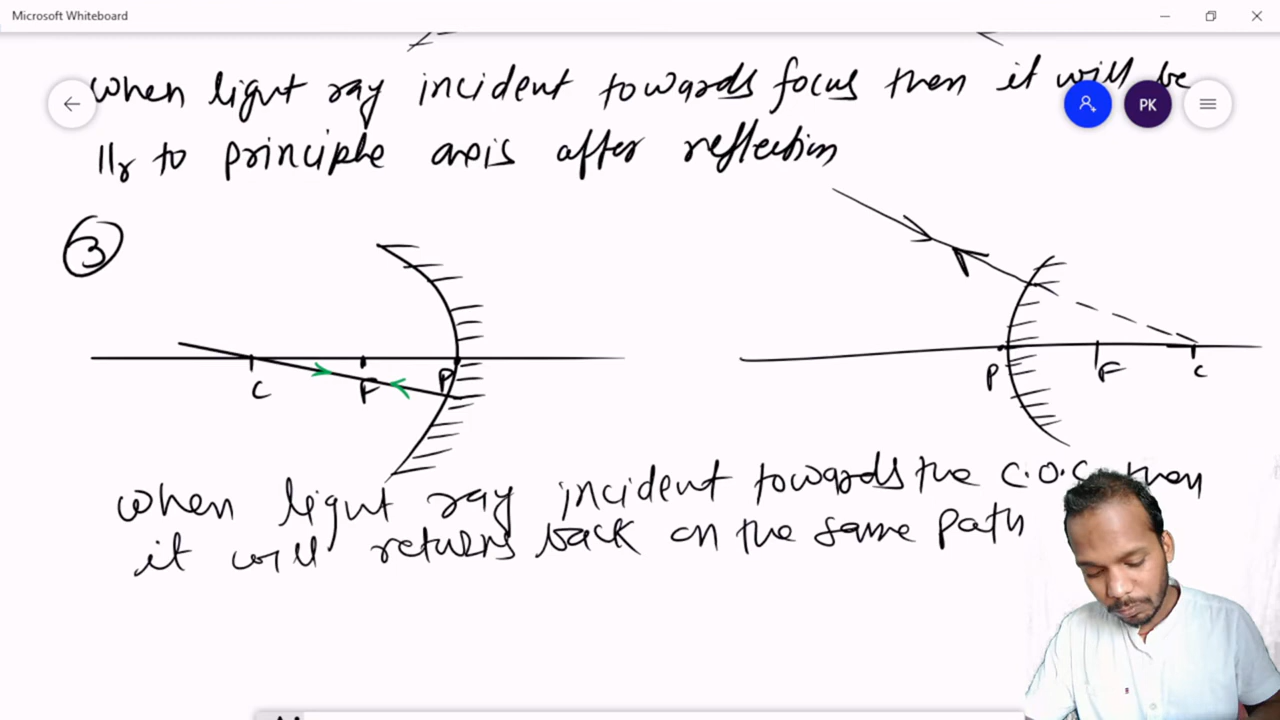 Microsoft Whiteboard
When light ray incident towards focus then it will be
PK
llr to principle axis after reflection
3
C F P
P F C
When light ray incident towards the C.O.C then
it will returns back on the same path